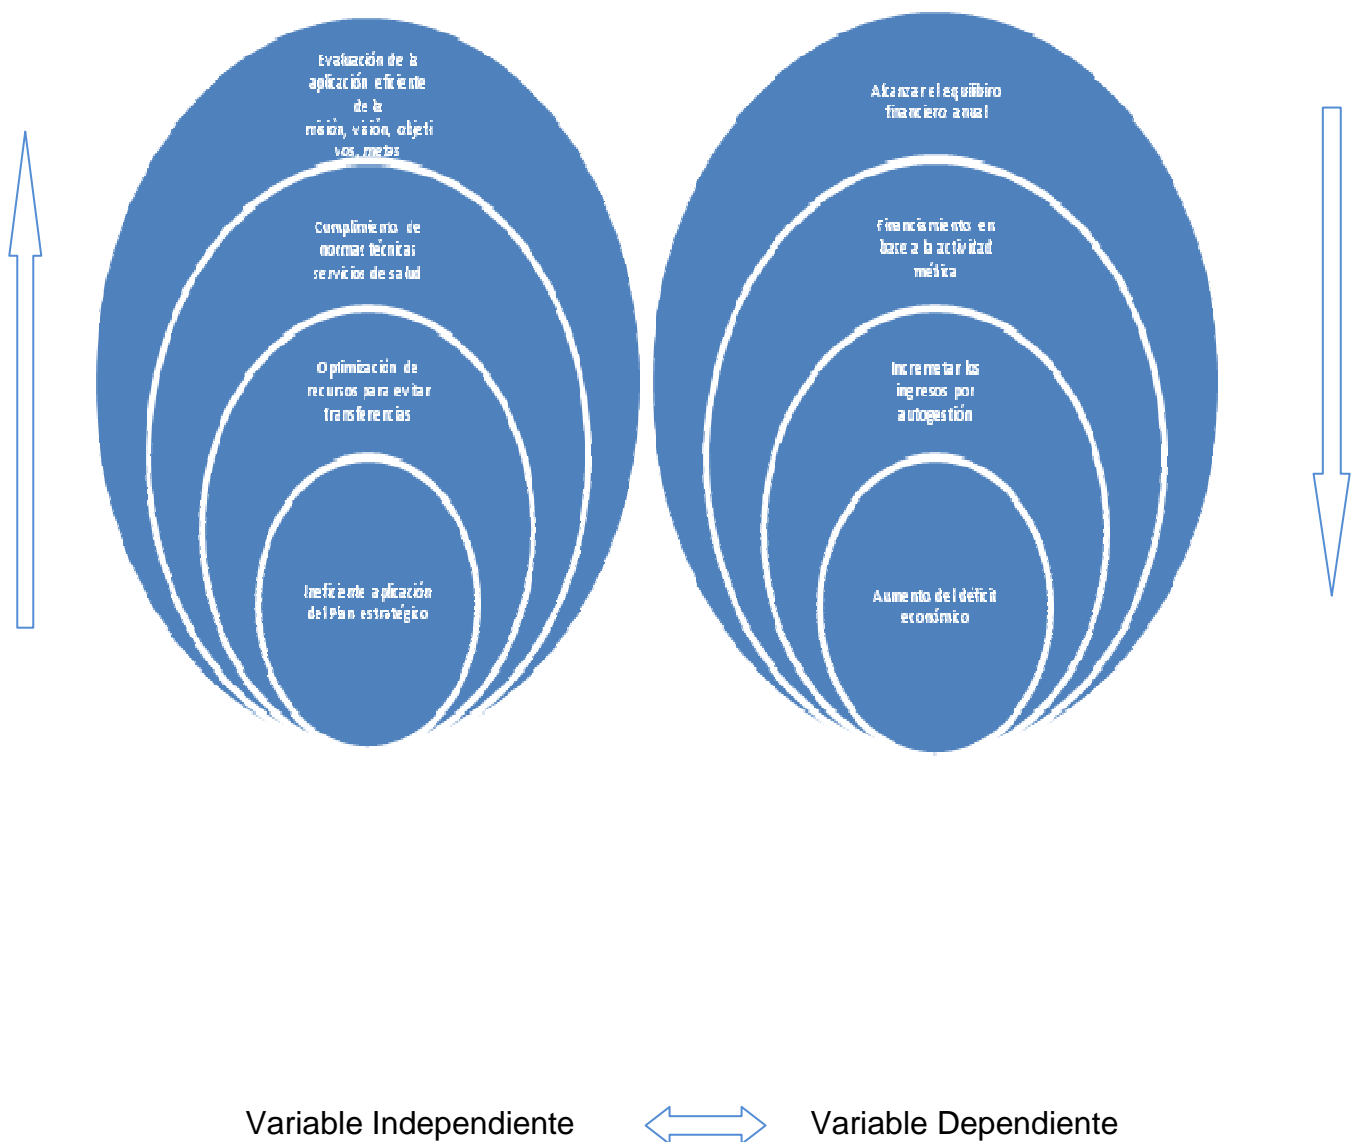 Evaluación de la
aplicación eficiente
de la
misión, visión, objeti
vos, metas
Cumplimiento de
normas técnicas
servicios de salud
Optimización de
recursos para evitar
transferencias
Ineficiente aplicación
del Plan estratégico
Alcanzar el equilibiro
financiero anual
Financiamiento en
base a la actividad
médica
Incremetar los
ingresos por
autogestión
Aumento del déficit
económico
Variable Independiente
Variable Dependiente